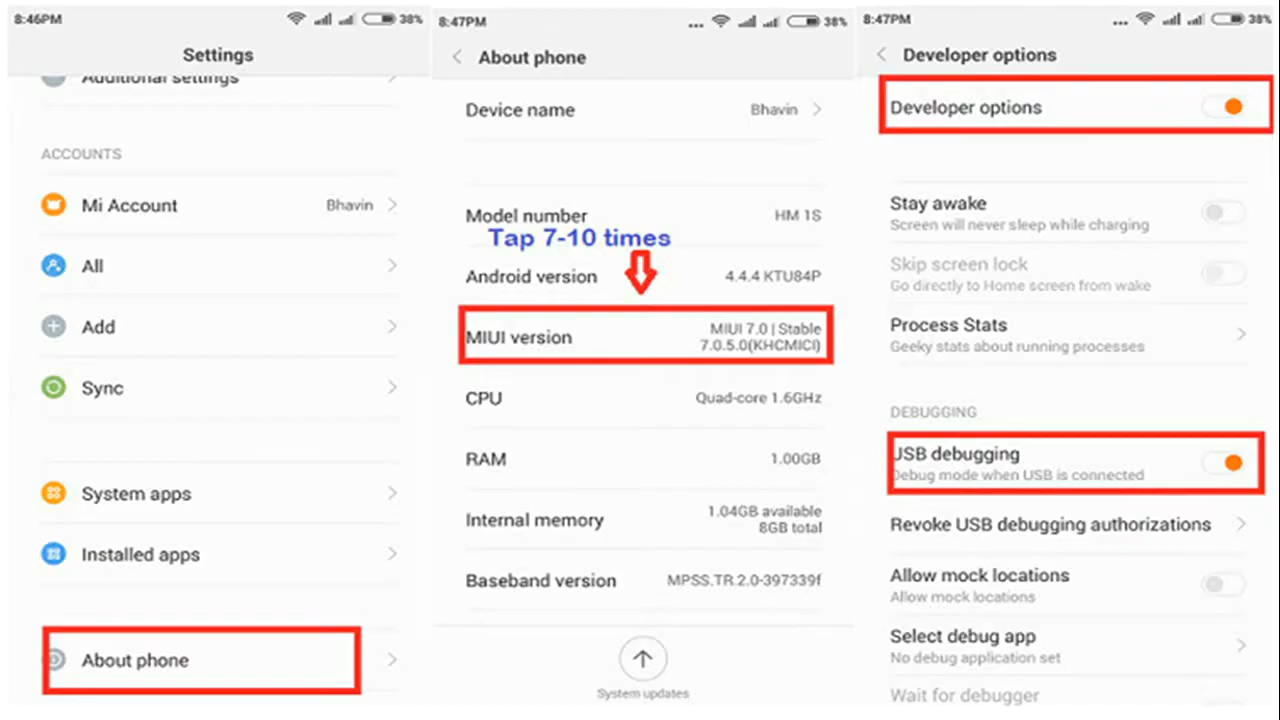 8:46PM 38%
Settings
Additional settings
ACCOUNTS
Mi Account Bhavin
All
Add
Sync
System apps
Installed apps
About phone
8:47PM ... 38%
About phone
Device name Bhavin
Model number HM 1S
Tap 7-10 times
Android version 4.4.4 KTU84P
MIUI version MIUI 7.0 | Stable
7.0.5.0(KHCMICI)
CPU Quad-core 1.6GHz
RAM 1.00GB
Internal memory 1.04GB available
8GB total
Baseband version MPSS.TR.2.0-397339f
System updates
8:47PM ... 38%
Developer options
Developer options
Stay awake
Screen will never sleep while charging
Skip screen lock
Go directly to Home screen from wake
Process Stats
Geeky stats about running processes
DEBUGGING
USB debugging
Debug mode when USB is connected
Revoke USB debugging authorizations
Allow mock locations
Allow mock locations
Select debug app
No debug application set
Wait for debugger